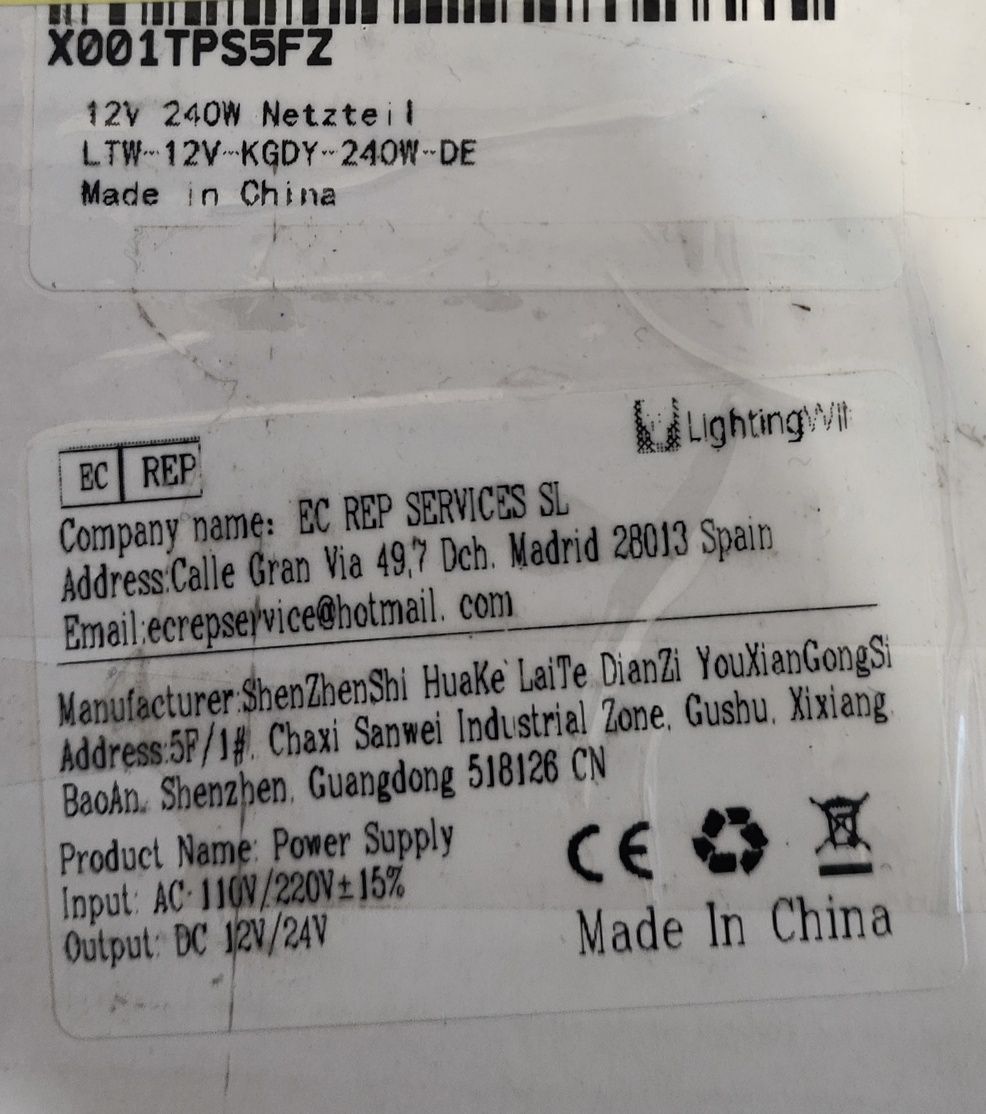 X001TPS5FZ
12V 240W Netzteil
LTW-12V-KGDY-240W-DE
Made in China
EC REP
Company name: EC REP SERVICES SL
Address:Calle Gran Via 49,7 Dch. Madrid 28013 Spain
Email:ecrepservice@hotmail. com
Manufacturer:ShenZhenShi HuaKe LaiTe DianZi YouXianGongSi
Address:5F/1#, Chaxi Sanwei Industrial Zone, Gushu, Xixiang,
BaoAn, Shenzhen, Guangdong 518126 CN
Product Name: Power Supply
Input: AC 110V/220V±15%
Output: DC 12V/24V
CE
Made In China